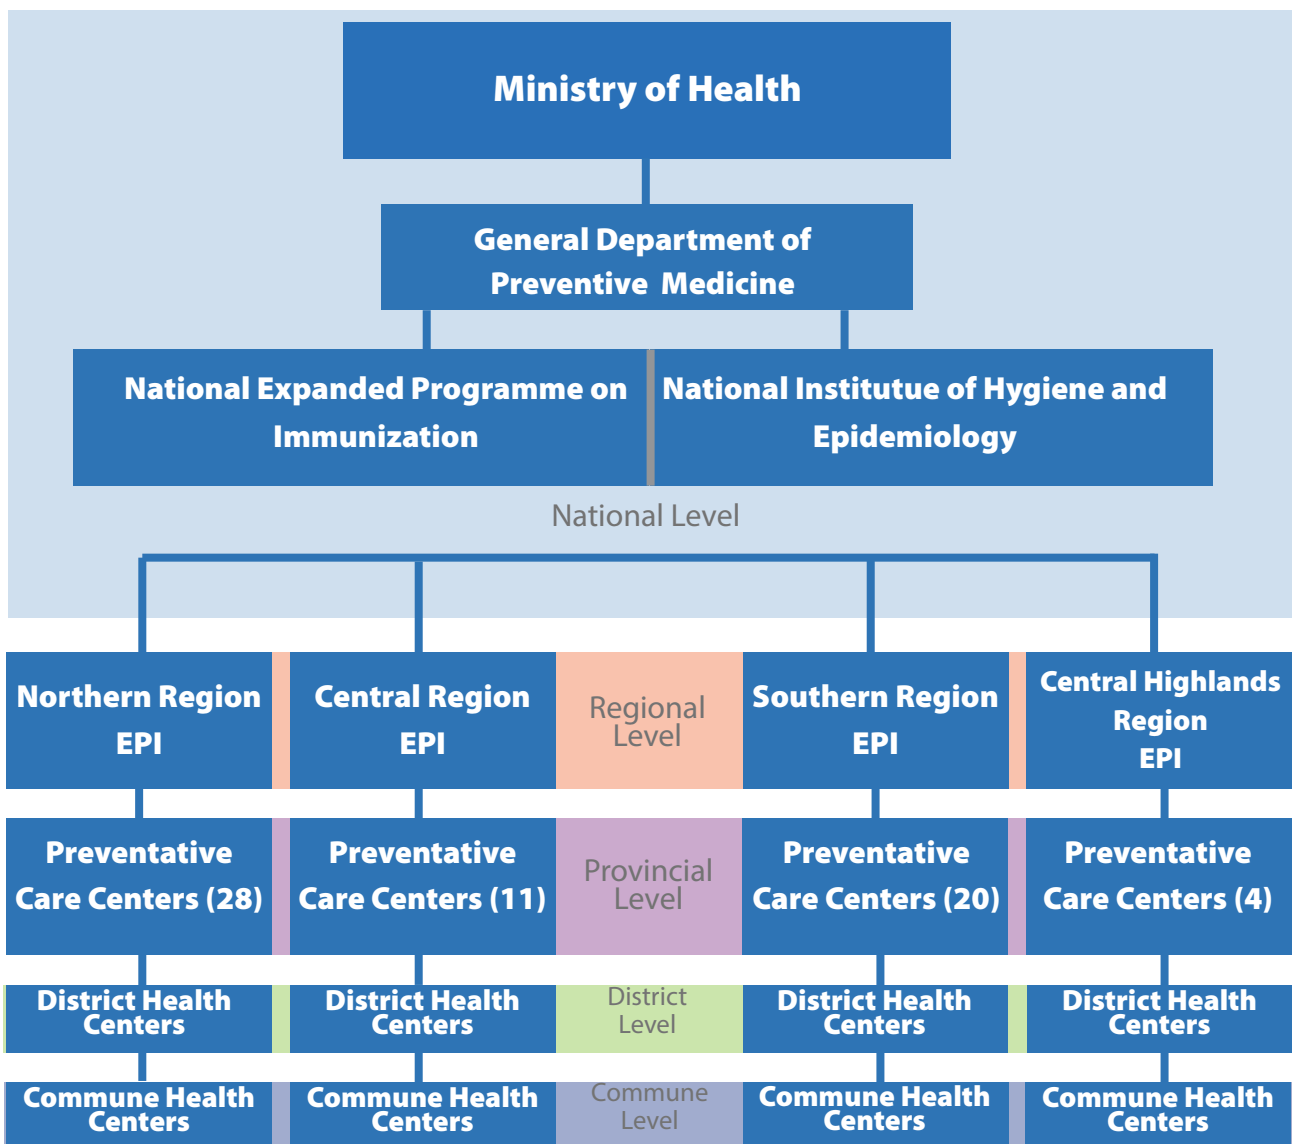 Ministry of Health
General Department of
Preventive Medicine
National Expanded Programme on
Immunization
National Institutue of Hygiene and
Epidemiology
National Level
Northern Region
EPI
Central Region
EPI
Regional
Level
Southern Region
EPI
Central Highlands
Region
EPI
Preventative
Care Centers (28)
Preventative
Care Centers (11)
Provincial
Level
Preventative
Care Centers (20)
Preventative
Care Centers (4)
District Health
Centers
District Health
Centers
District
Level
District Health
Centers
District Health
Centers
Commune Health
Centers
Commune Health
Centers
Commune
Level
Commune Health
Centers
Commune Health
Centers